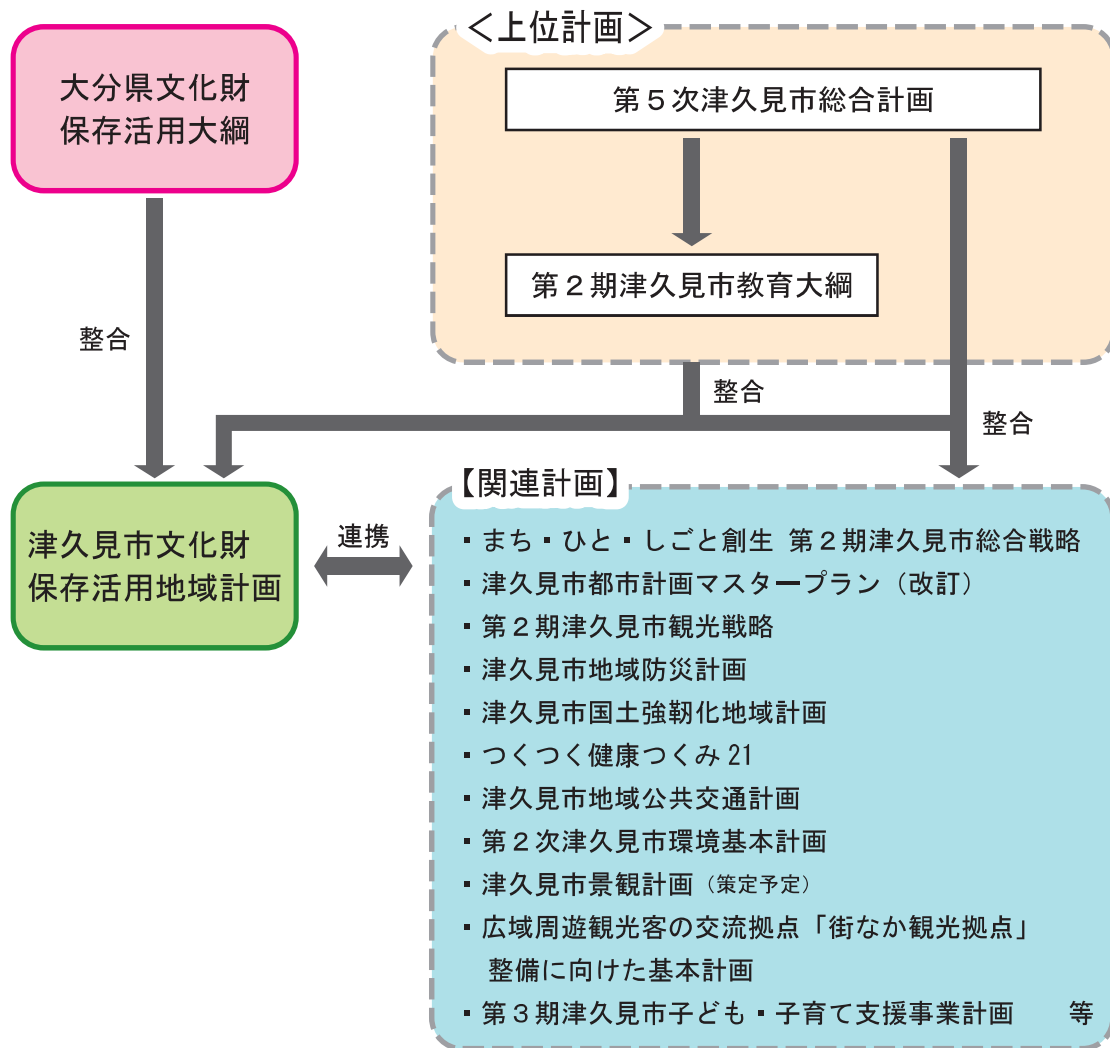 大分県文化財
保存活用大綱
＜上位計画＞
第５次津久見市総合計画
第２期津久見市教育大綱
整合
整合
整合
津久見市文化財
保存活用地域計画
連携
【関連計画】
・まち・ひと・しごと創生 第２期津久見市総合戦略
・津久見市都市計画マスタープラン（改訂）
・第２期津久見市観光戦略
・津久見市地域防災計画
・津久見市国土強靭化地域計画
・つくつく健康つくみ 21
・津久見市地域公共交通計画
・第２次津久見市環境基本計画
・津久見市景観計画（策定予定）
・広域周遊観光客の交流拠点「街なか観光拠点」
整備に向けた基本計画
・第３期津久見市子ども・子育て支援事業計画　等